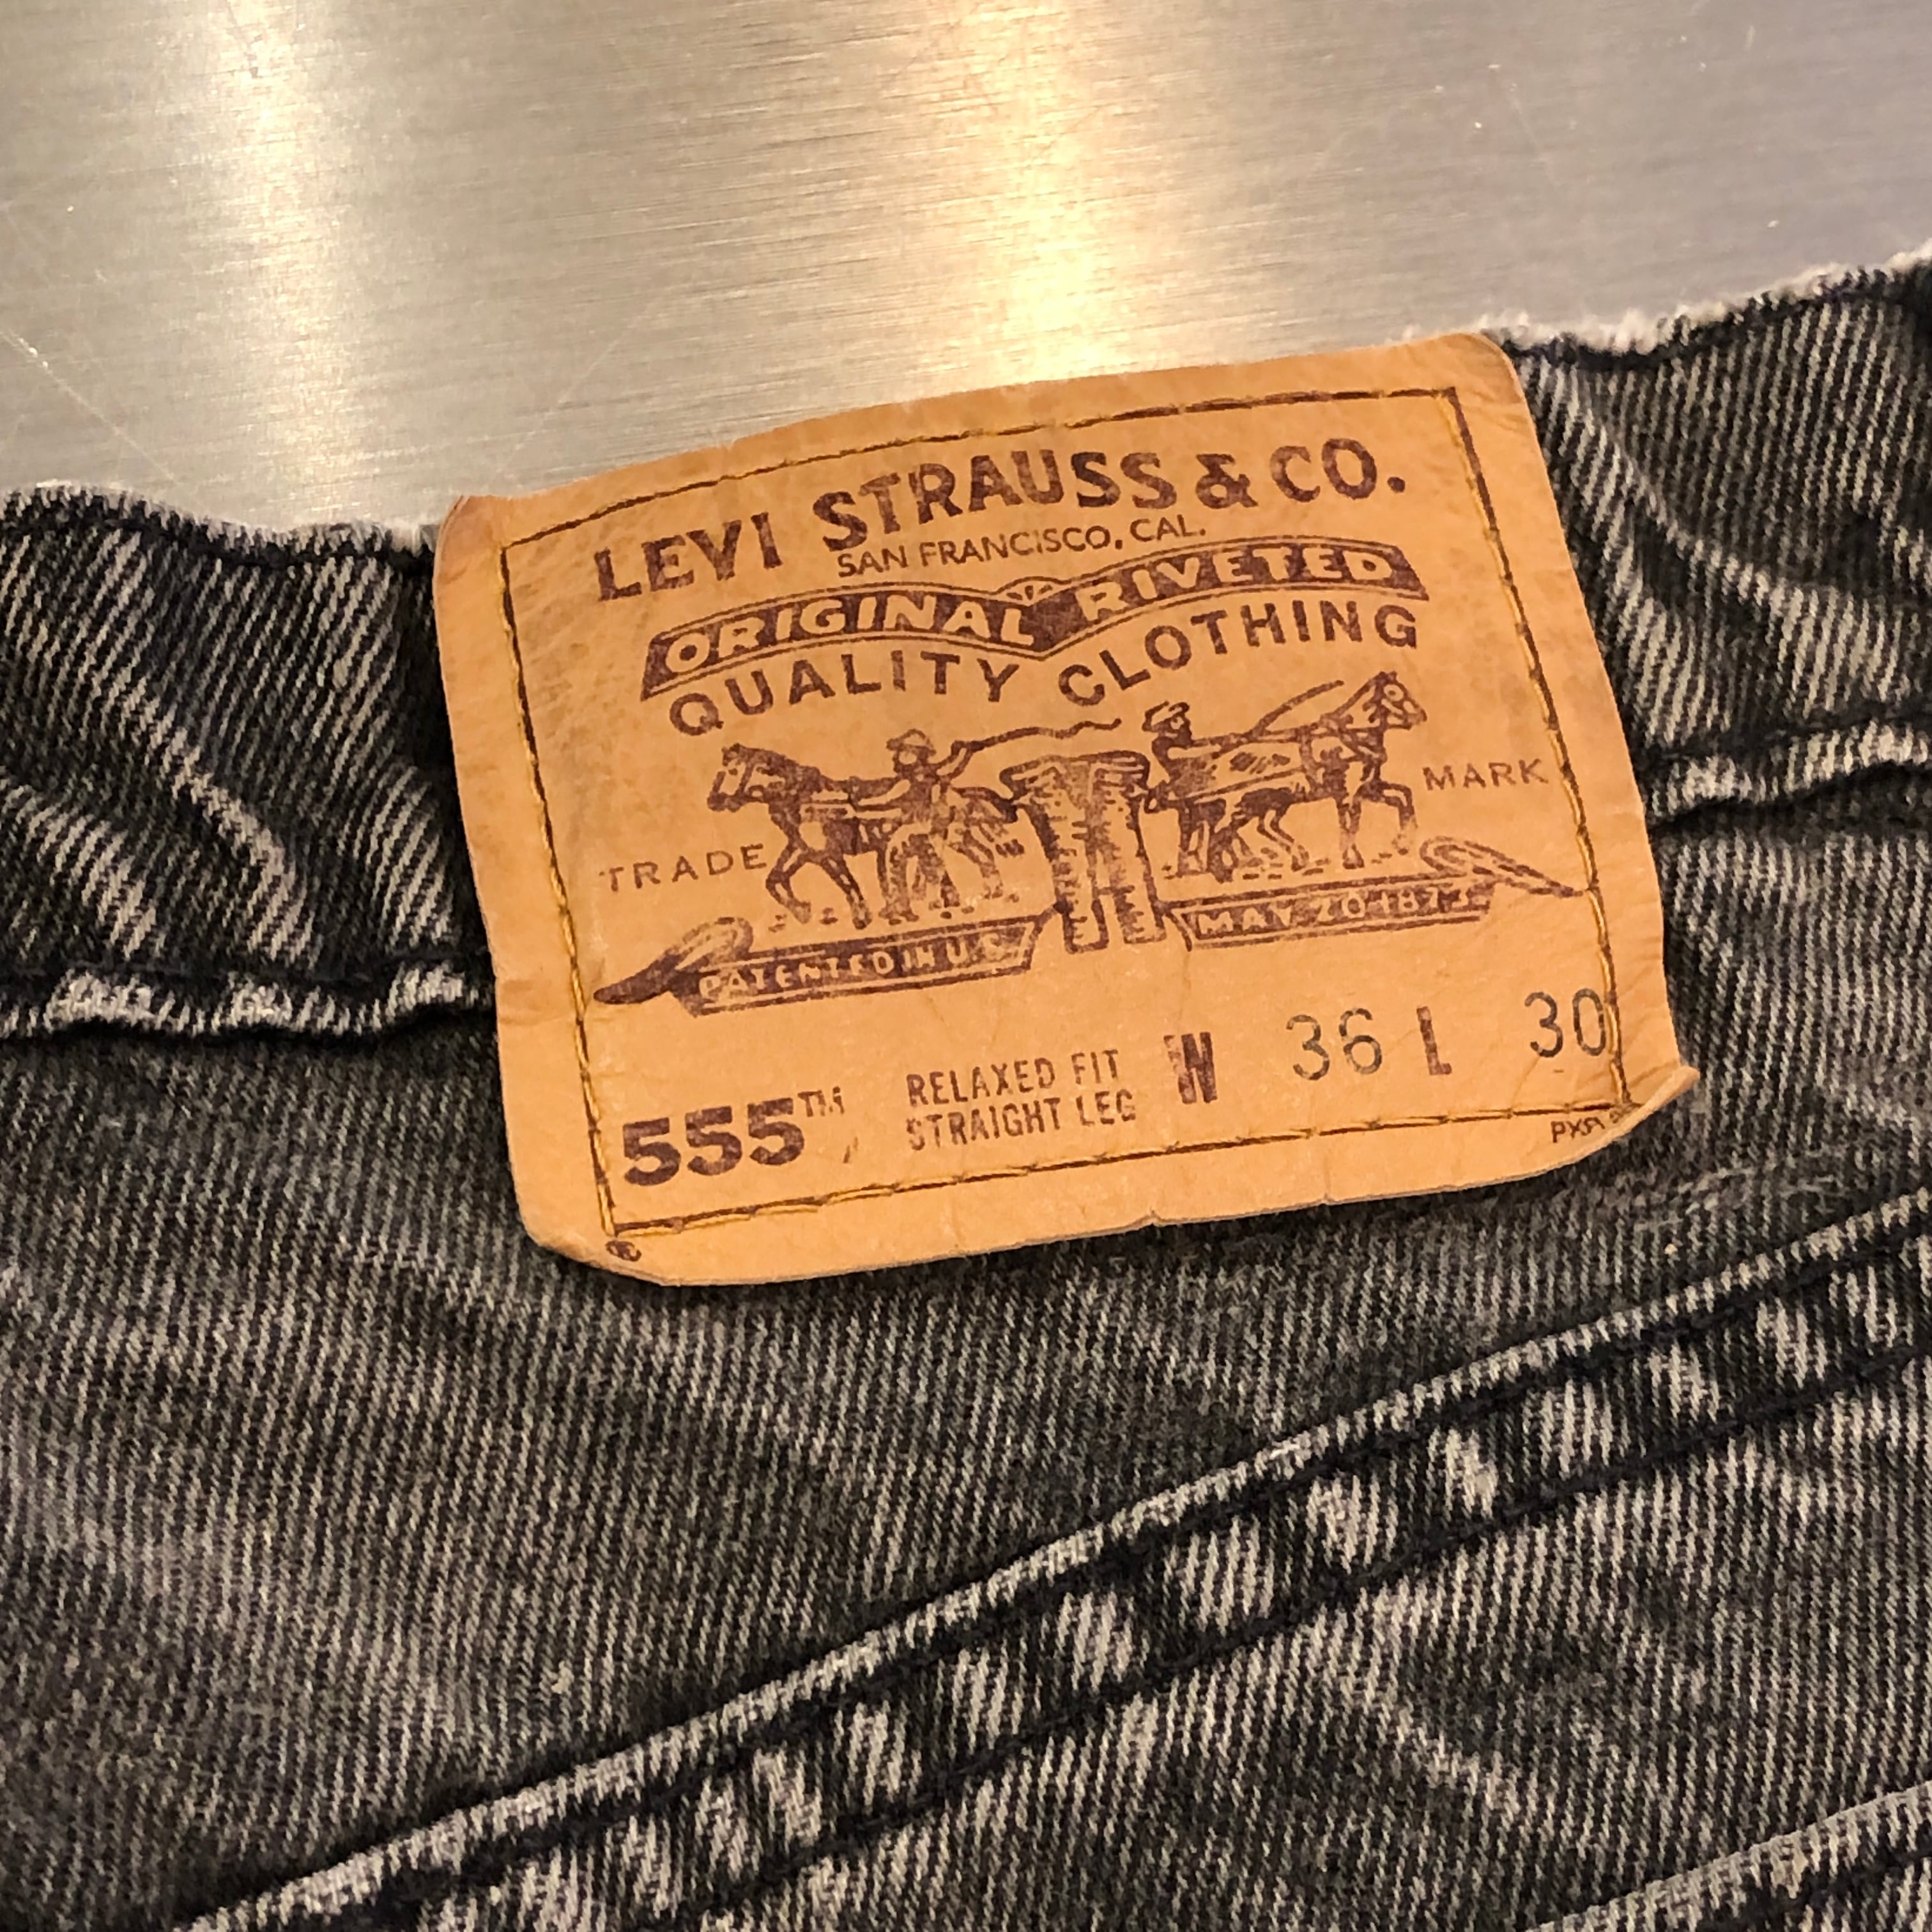 LEVI STRAUSS & CO.
SAN FRANCISCO, CAL.
ORIGINAL RIVETED
QUALITY CLOTHING
TRADE MARK
PATENTED IN U.S. MAY 20 1873
555™ RELAXED FIT W 36 L 30
STRAIGHT LEG
®